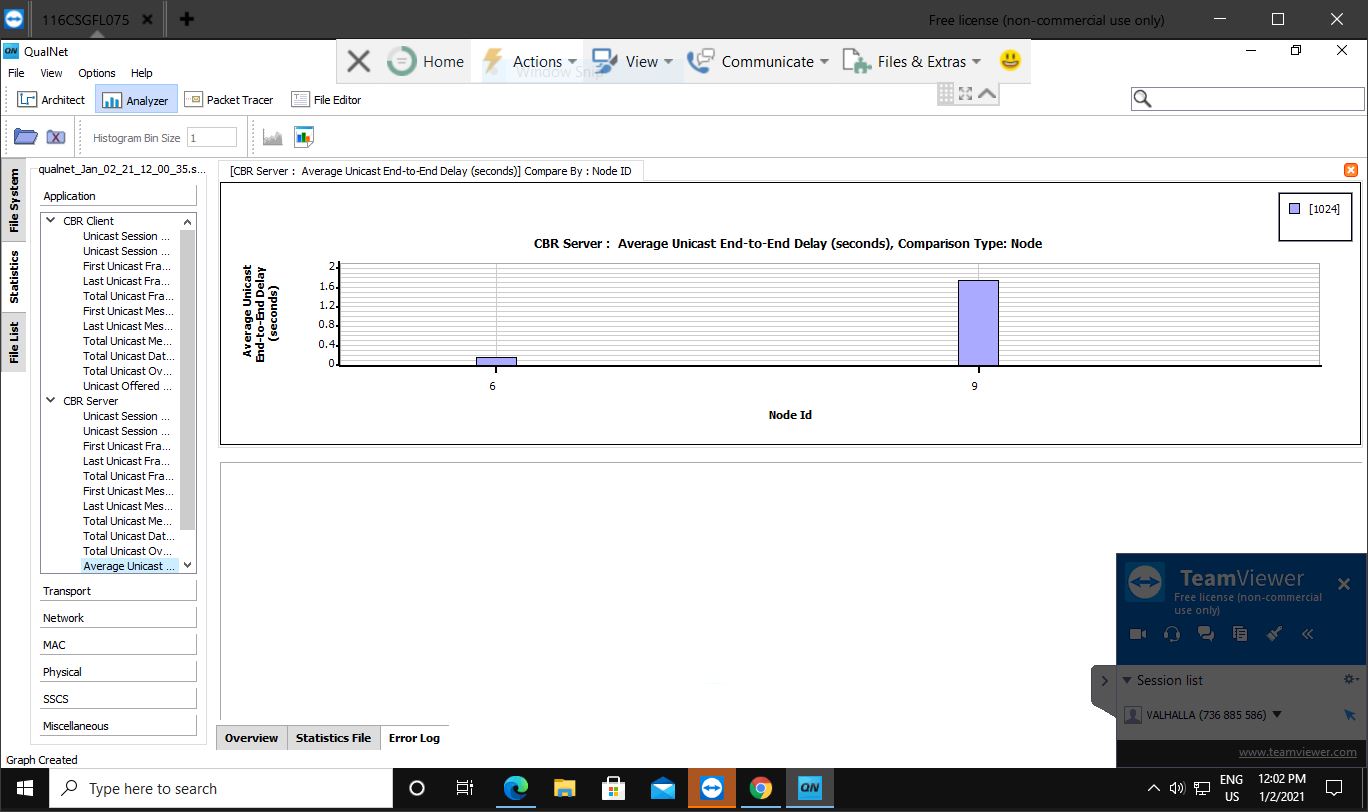 116CSGFL075
Free license (non-commercial use only)
QualNet
File View Options Help
Home
Actions
View
Communicate
Files & Extras
Architect
Analyzer
Packet Tracer
File Editor
Histogram Bin Size 1
File System
Statistics
File List
qualnet_Jan_02_21_12_00_35.s...
Application
CBR Client
Unicast Session ...
Unicast Session ...
First Unicast Fra...
Last Unicast Fra...
Total Unicast Fra...
First Unicast Mes...
Last Unicast Mes...
Total Unicast Me...
Total Unicast Dat...
Total Unicast Ov...
Unicast Offered ...
CBR Server
Unicast Session ...
Unicast Session ...
First Unicast Fra...
Last Unicast Fra...
Total Unicast Fra...
First Unicast Mes...
Last Unicast Mes...
Total Unicast Me...
Total Unicast Dat...
Total Unicast Ov...
Average Unicast ...
Transport
Network
MAC
Physical
SSCS
Miscellaneous
[CBR Server : Average Unicast End-to-End Delay (seconds)] Compare By : Node ID
[1024]
CBR Server : Average Unicast End-to-End Delay (seconds), Comparison Type: Node
Average Unicast
End-to-End Delay
(seconds)
2
1.6
1.2
0.8
0.4
0
6
9
Node Id
Overview
Statistics File
Error Log
Graph Created
TeamViewer
Free license (non-commercial
use only)
Session list
VALHALLA (736 885 586)
www.teamviewer.com
Type here to search
QN
ENG
US
12:02 PM
1/2/2021